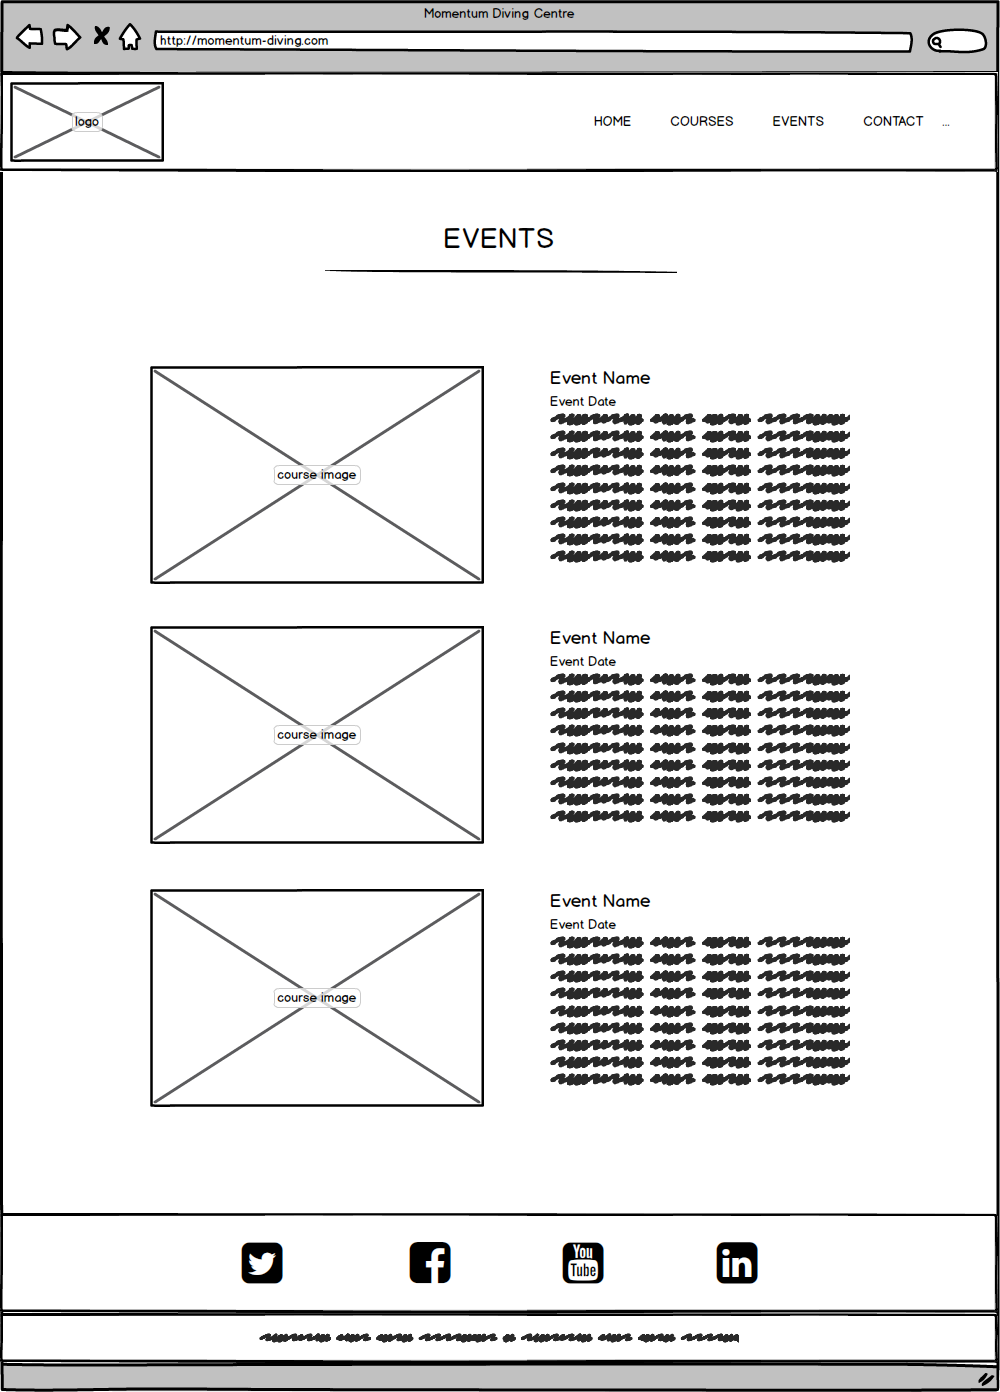 Momentum Diving Centre
http://momentum-diving.com
logo
HOME COURSES EVENTS CONTACT ...
EVENTS
course image
Event Name
Event Date
course image
Event Name
Event Date
course image
Event Name
Event Date
You
Tube
in